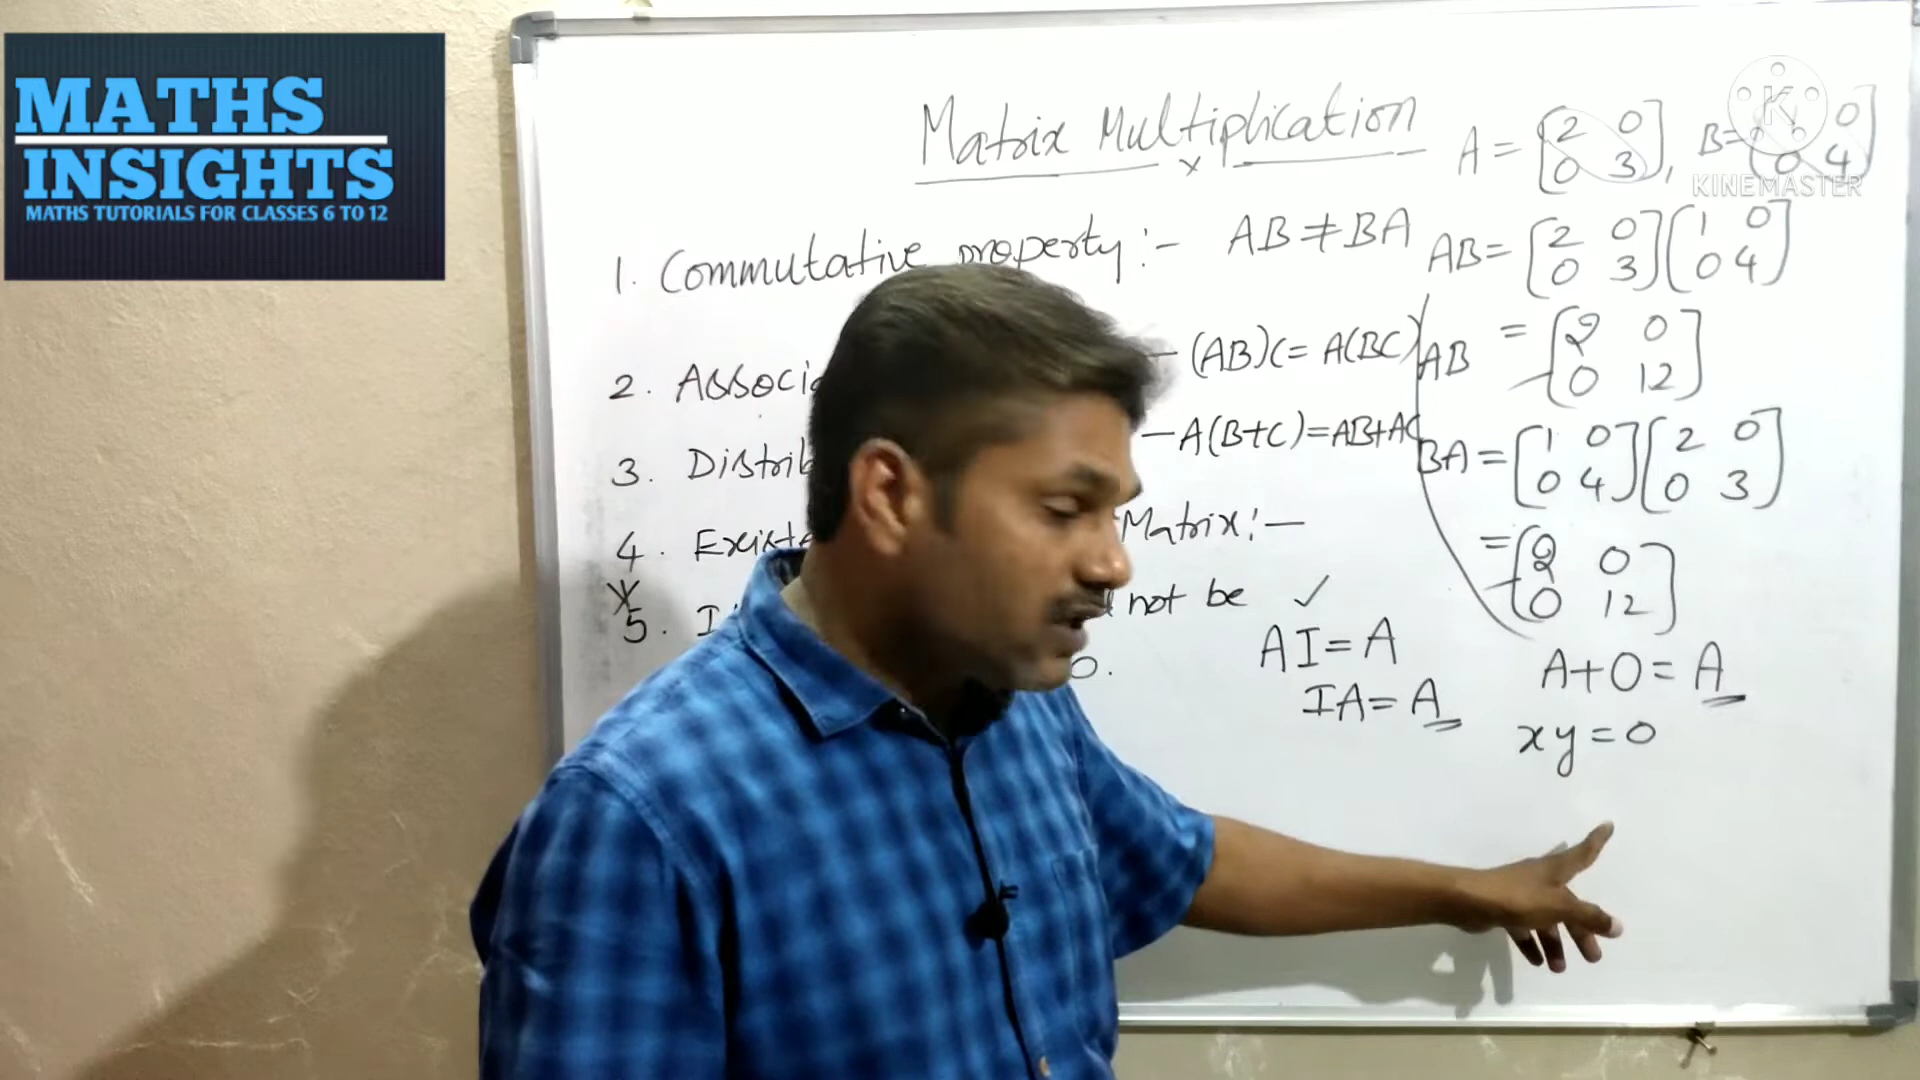 MATHS
INSIGHTS
MATHS TUTORIALS FOR CLASSES 6 TO 12
Matrix Multiplication
x
1. Commutative property :- AB ≠ BA
2. Associ — (AB)C = A(BC)
3. Distrib — A(B+C) = AB+AC
4. Existe Matrix :-
5. I not be ✓
0.
AI = A
IA = A
A = [2 0
0 3], B = [1 0
0 4]
KINEMASTER
AB = [2 0
0 3] [1 0
0 4]
AB = [2 0
0 12]
BA = [1 0
0 4] [2 0
0 3]
= [2 0
0 12]
A + O = A
xy = 0